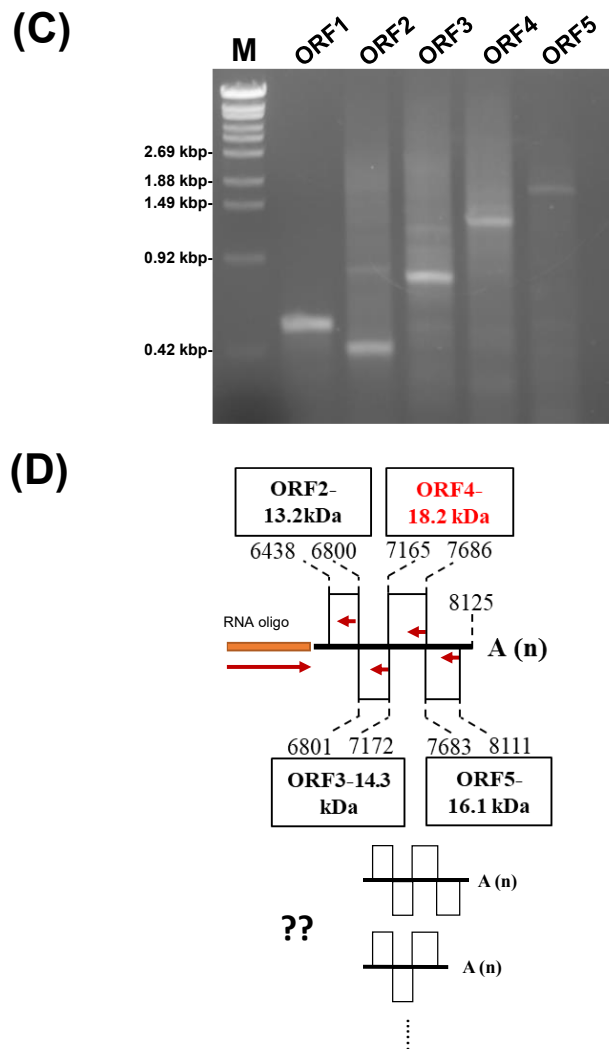 (C)
M ORF1 ORF2 ORF3 ORF4 ORF5
2.69 kbp-
1.88 kbp-
1.49 kbp-
0.92 kbp-
0.42 kbp-
(D)
ORF2-
13.2kDa
ORF4-
18.2 kDa
6438 6800 7165 7686
8125
RNA oligo
A (n)
6801 7172 7683 8111
ORF3-14.3
kDa
ORF5-
16.1 kDa
A (n)
??
A (n)